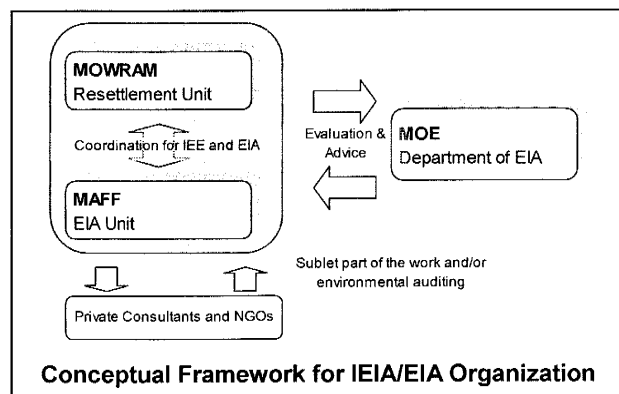 MOWRAM
Resettlement Unit
Coordination for IEE and EIA
MAFF
EIA Unit
Evaluation &
Advice
MOE
Department of EIA
Sublet part of the work and/or
environmental auditing
Private Consultants and NGOs
Conceptual Framework for IEIA/EIA Organization